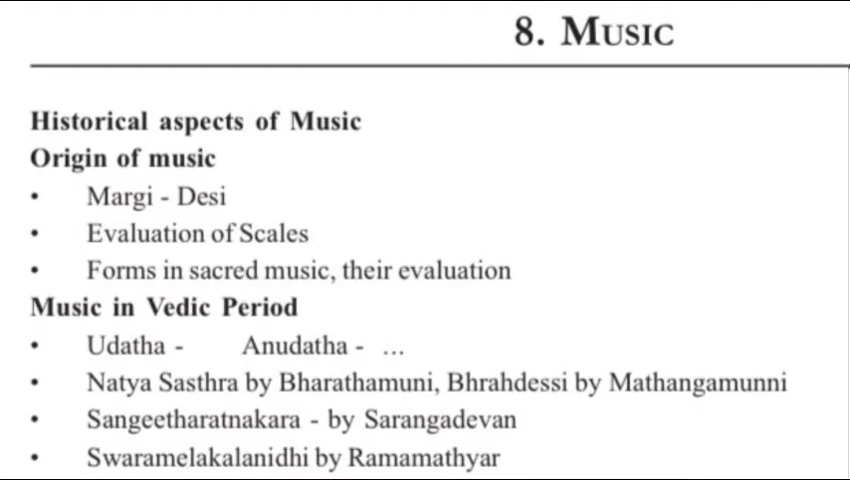 8. MUSIC
Historical aspects of Music
Origin of music
• Margi - Desi
• Evaluation of Scales
• Forms in sacred music, their evaluation
Music in Vedic Period
• Udatha - Anudatha - ...
• Natya Sasthra by Bharathamuni, Bhrahdessi by Mathangamunni
• Sangeetharatnakara - by Sarangadevan
• Swaramelakalanidhi by Ramamathyar